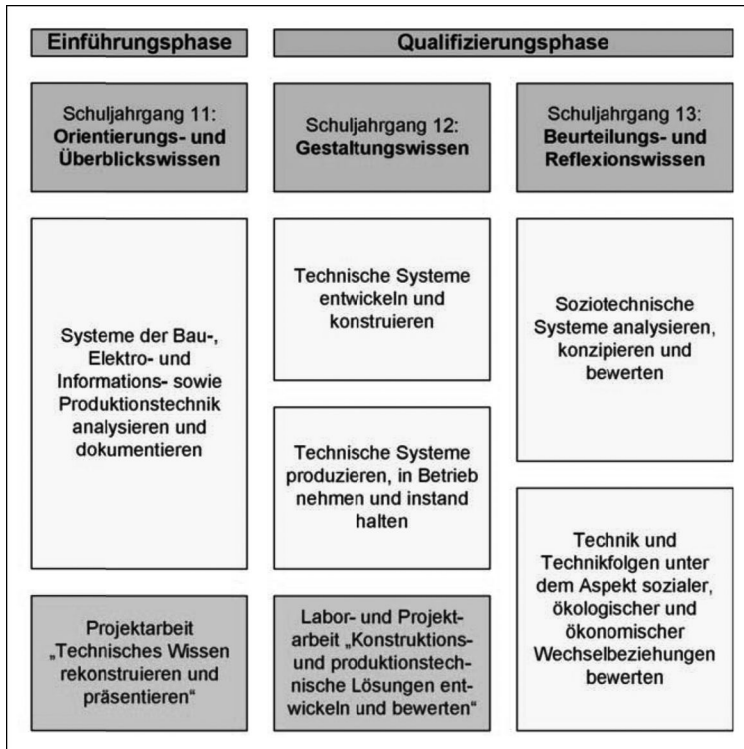 Einführungsphase
Qualifizierungsphase
Schuljahrgang 11:
Orientierungs- und
Überblickswissen
Schuljahrgang 12:
Gestaltungswissen
Schuljahrgang 13:
Beurteilungs- und
Reflexionswissen
Systeme der Bau-,
Elektro- und
Informations- sowie
Produktionstechnik
analysieren und
dokumentieren
Technische Systeme
entwickeln und
konstruieren
Technische Systeme
produzieren, in Betrieb
nehmen und instand
halten
Soziotechnische
Systeme analysieren,
konzipieren und
bewerten
Technik und
Technikfolgen unter
dem Aspekt sozialer,
ökologischer und
ökonomischer
Wechselbeziehungen
bewerten
Projektarbeit
„Technisches Wissen
rekonstruieren und
präsentieren“
Labor- und Projekt-
arbeit „Konstruktions-
und produktionstech-
nische Lösungen ent-
wickeln und bewerten“